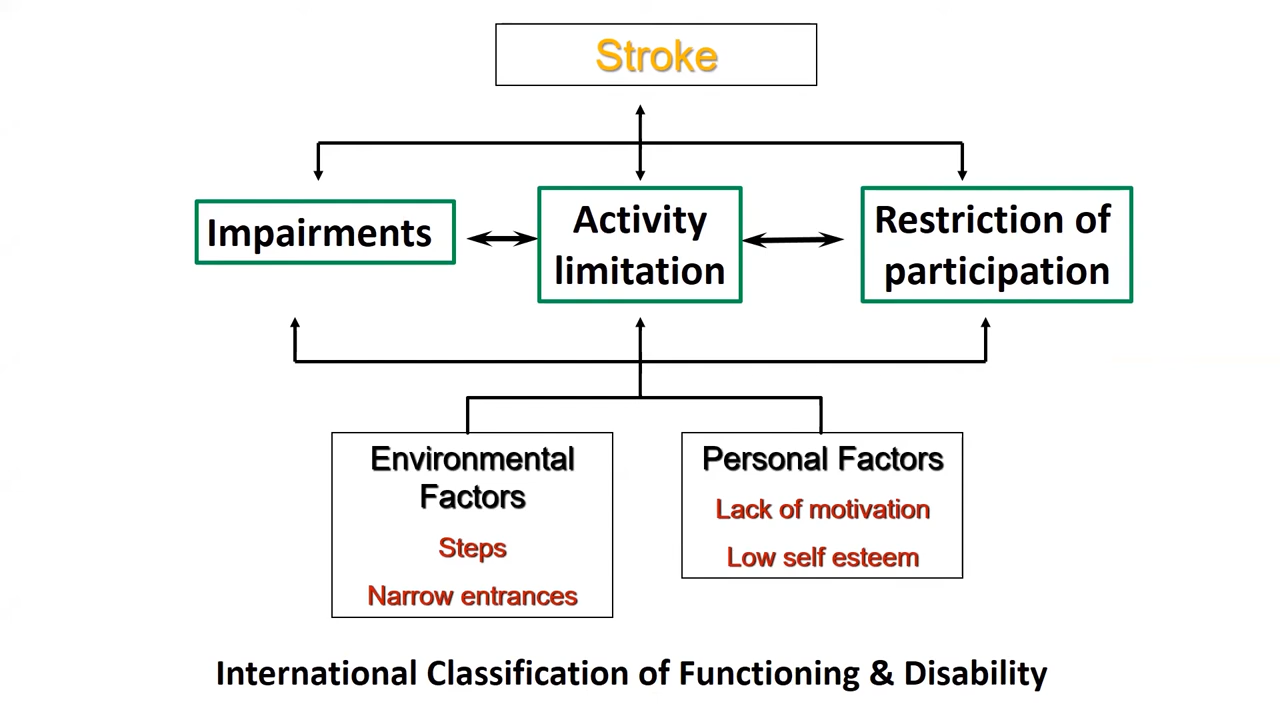 Stroke
Impairments
Activity
limitation
Restriction of
participation
Environmental
Factors
Steps
Narrow entrances
Personal Factors
Lack of motivation
Low self esteem
International Classification of Functioning & Disability